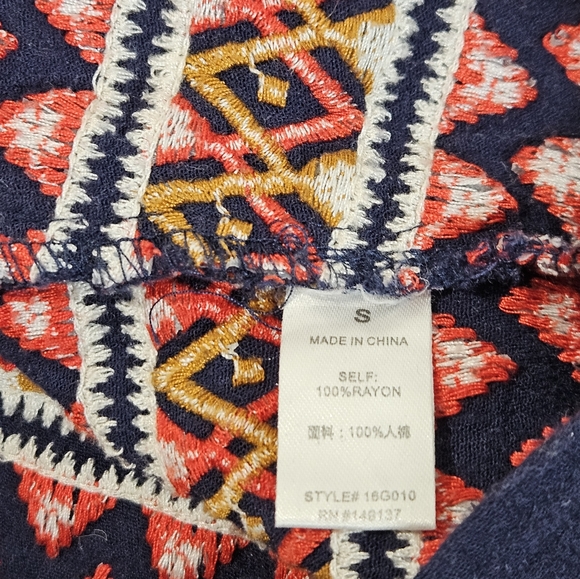 S
MADE IN CHINA
SELF:
100%RAYON
面料：100%人棉
STYLE# 16G010
RN #149137